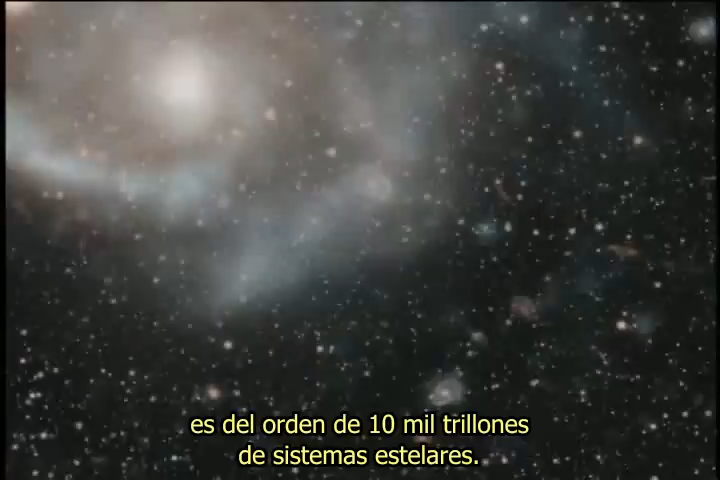 es del orden de 10 mil trillones
de sistemas estelares.